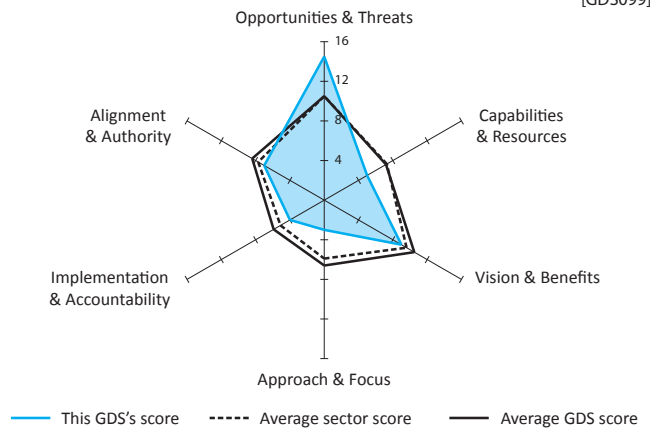 [GDS099]
Opportunities & Threats
16
12
8
4
Alignment
& Authority
Capabilities
& Resources
Implementation
& Accountability
Vision & Benefits
Approach & Focus
This GDS's score
Average sector score
Average GDS score